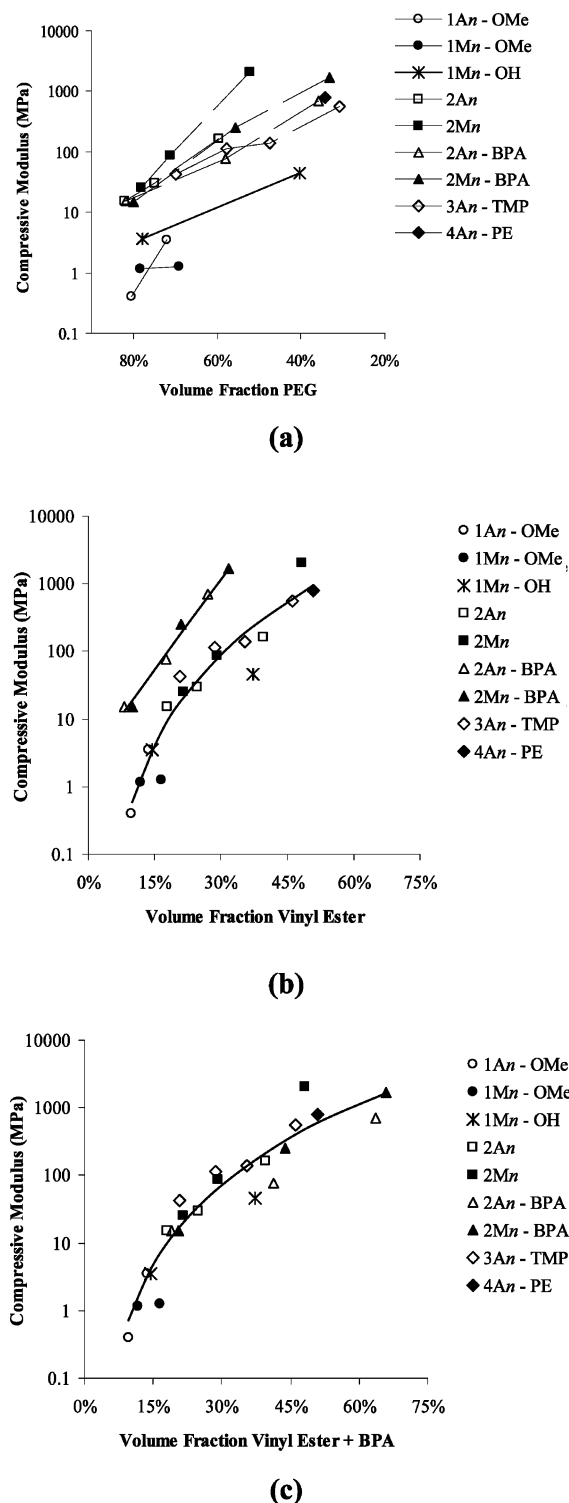 1An - OMe
1Mn - OMe
1Mn - OH
2An
2Mn
2An - BPA
2Mn - BPA
3An - TMP
4An - PE
Compressive Modulus (MPa)
10000
1000
100
10
1
0.1
80%
60%
40%
20%
Volume Fraction PEG
(a)
1An - OMe
1Mn - OMe,
1Mn - OH
2An
2Mn
2An - BPA
2Mn - BPA
3An - TMP
4An - PE
Compressive Modulus (MPa)
10000
1000
100
10
1
0.1
0%
15%
30%
45%
60%
75%
Volume Fraction Vinyl Ester
(b)
1An - OMe
1Mn - OMe
1Mn - OH
2An
2Mn
2An - BPA
2Mn - BPA
3An - TMP
4An - PE
Compressive Modulus (MPa)
10000
1000
100
10
1
0.1
0%
15%
30%
45%
60%
75%
Volume Fraction Vinyl Ester + BPA
(c)